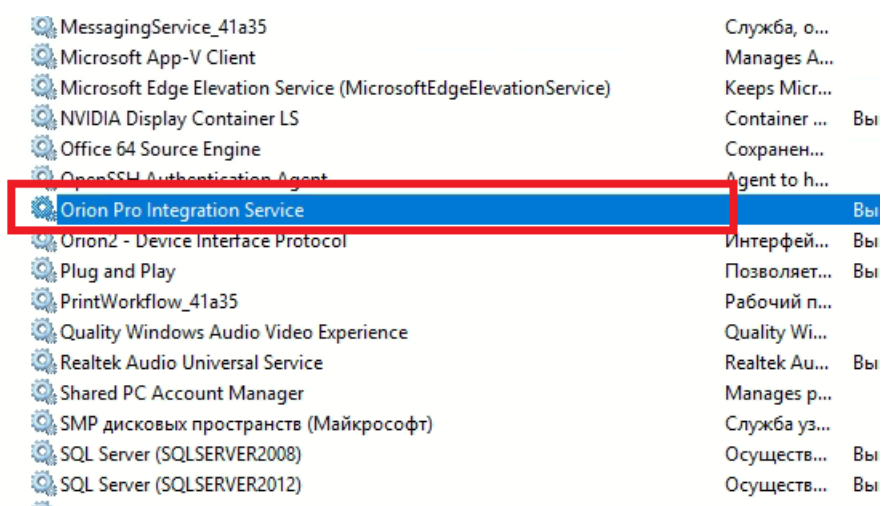 MessagingService_41a35 Служба, о...
Microsoft App-V Client Manages A...
Microsoft Edge Elevation Service (MicrosoftEdgeElevationService) Keeps Micr...
NVIDIA Display Container LS Container ... Вы
Office 64 Source Engine Сохранен...
OpenSSH Authentication Agent Agent to h...
Orion Pro Integration Service Вы
Orion2 - Device Interface Protocol Интерфей... Вы
Plug and Play Позволяет... Вы
PrintWorkflow_41a35 Рабочий п...
Quality Windows Audio Video Experience Quality Wi...
Realtek Audio Universal Service Realtek Au... Вы
Shared PC Account Manager Manages p...
SMP дисковых пространств (Майкрософт) Служба уз...
SQL Server (SQLSERVER2008) Осуществ... Вы
SQL Server (SQLSERVER2012) Осуществ... Вы